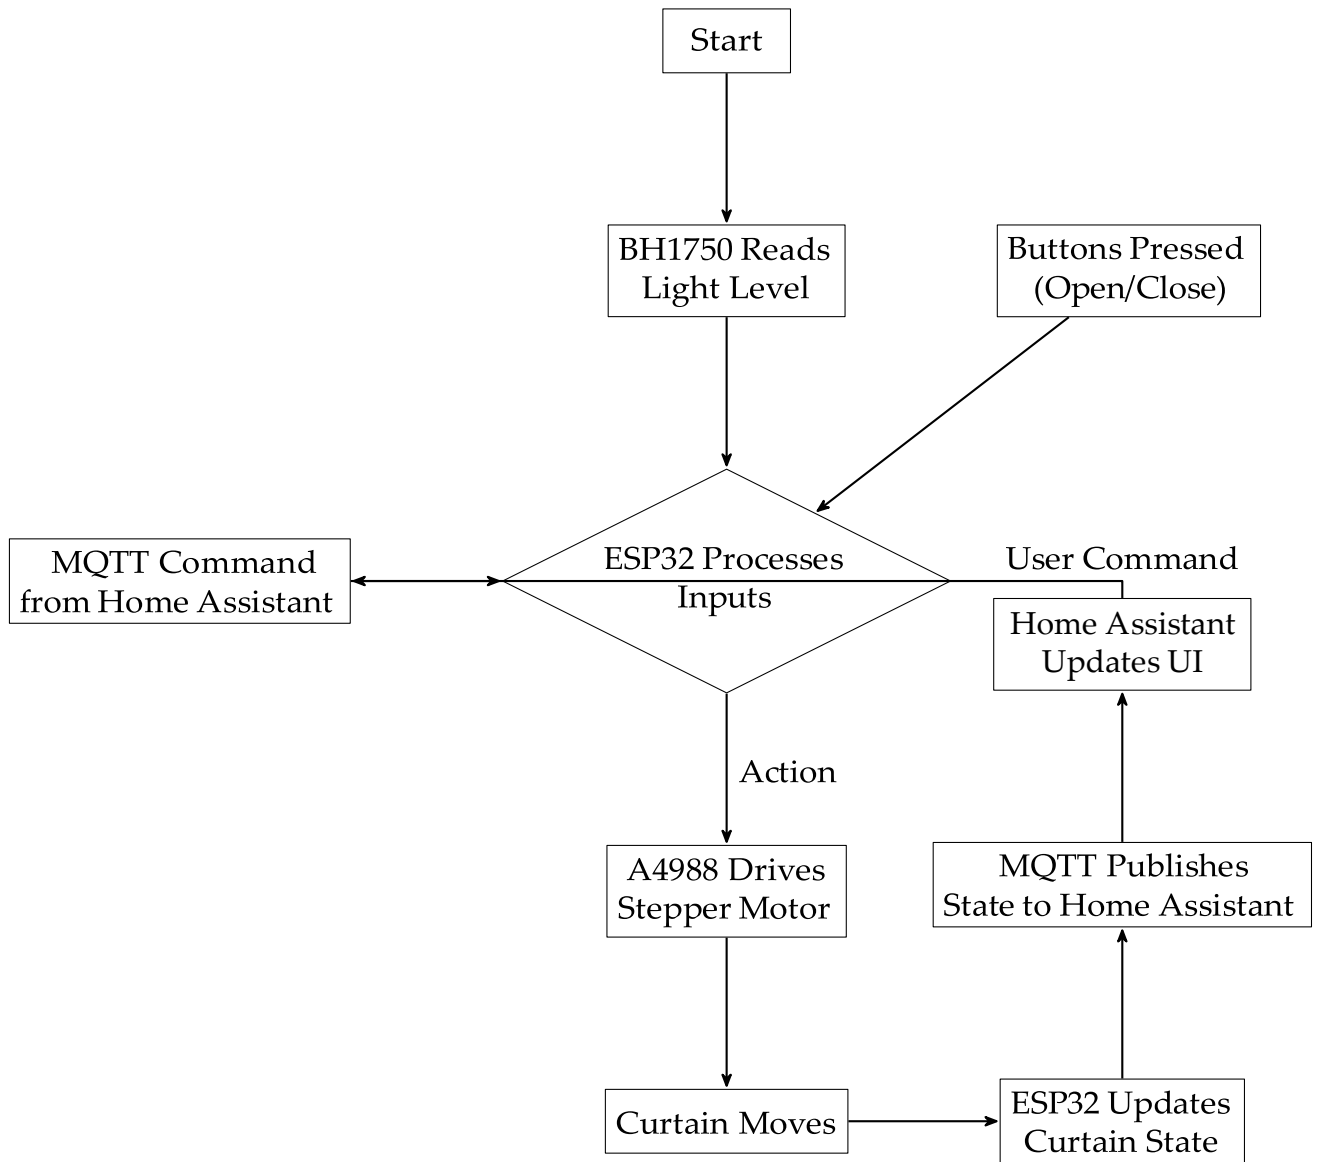 Start
BH1750 Reads
Light Level
Buttons Pressed
(Open/Close)
MQTT Command
from Home Assistant
ESP32 Processes
Inputs
User Command
Home Assistant
Updates UI
Action
A4988 Drives
Stepper Motor
MQTT Publishes
State to Home Assistant
Curtain Moves
ESP32 Updates
Curtain State